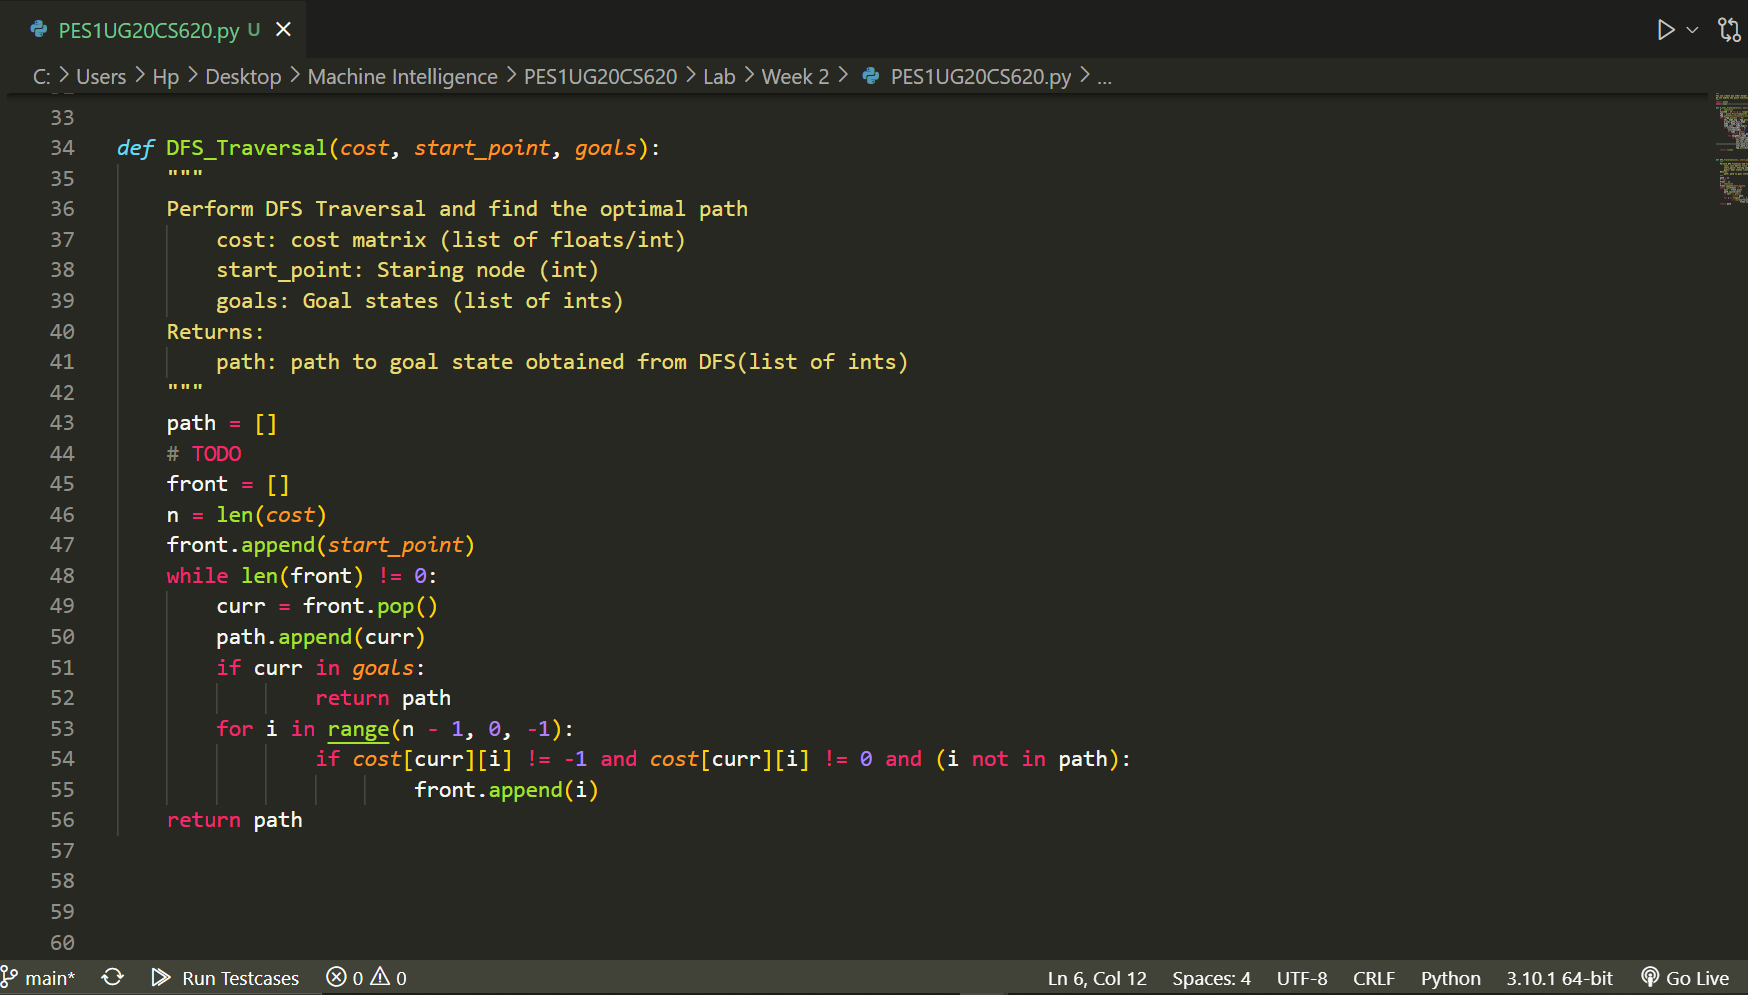 PES1UG20CS620.py U
C: > Users > Hp > Desktop > Machine Intelligence > PES1UG20CS620 > Lab > Week 2 > PES1UG20CS620.py > ...
33
34 def DFS_Traversal(cost, start_point, goals):
35 """
36 Perform DFS Traversal and find the optimal path
37 cost: cost matrix (list of floats/int)
38 start_point: Staring node (int)
39 goals: Goal states (list of ints)
40 Returns:
41 path: path to goal state obtained from DFS(list of ints)
42 """
43 path = []
44 # TODO
45 front = []
46 n = len(cost)
47 front.append(start_point)
48 while len(front) != 0:
49 curr = front.pop()
50 path.append(curr)
51 if curr in goals:
52 return path
53 for i in range(n - 1, 0, -1):
54 if cost[curr][i] != -1 and cost[curr][i] != 0 and (i not in path):
55 front.append(i)
56 return path
57
58
59
60
main* Run Testcases 0 0 Ln 6, Col 12 Spaces: 4 UTF-8 CRLF Python 3.10.1 64-bit Go Live